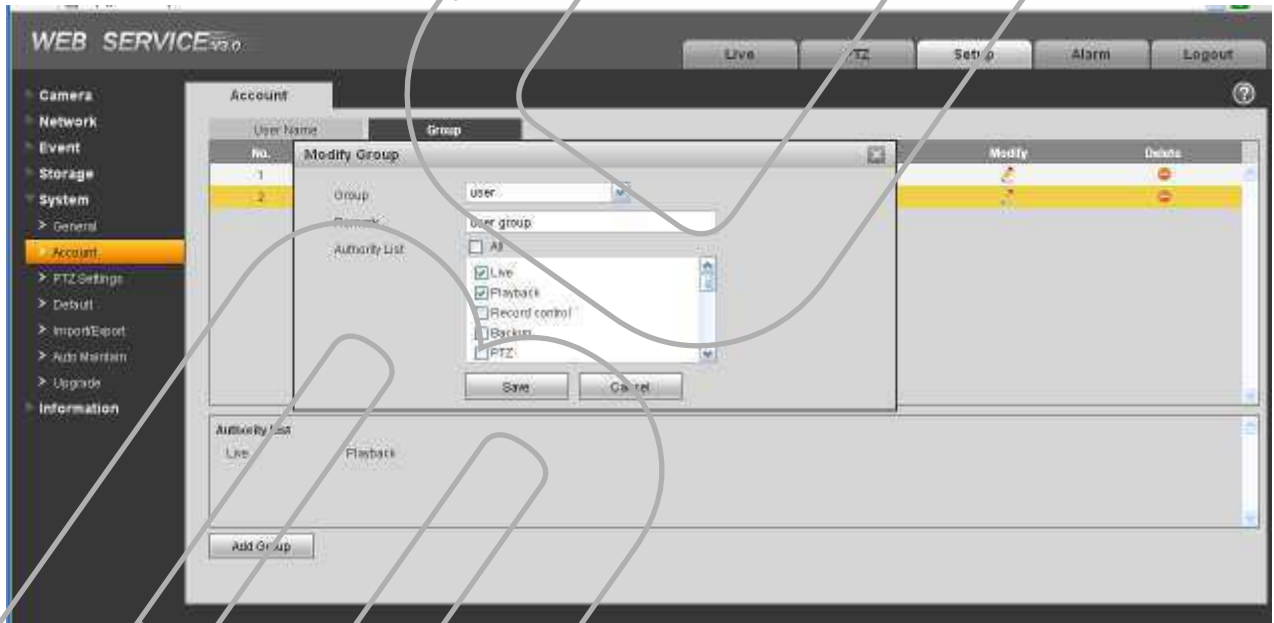 WEB SERVICE V3.0
Live
PTZ
Setup
Alarm
Logout
Camera
Network
Event
Storage
System
> General
> Account
> PTZ Settings
> Default
> Import/Export
> Auto Maintain
> Upgrade
Information
Account
User Name
Group
No.
Modify
Delete
1
2
Modify Group
Group
user
Remark
user group
Authority List
All
Live
Playback
Record control
Backup
PTZ
Save
Cancel
Authority List
Live
Playback
Add Group